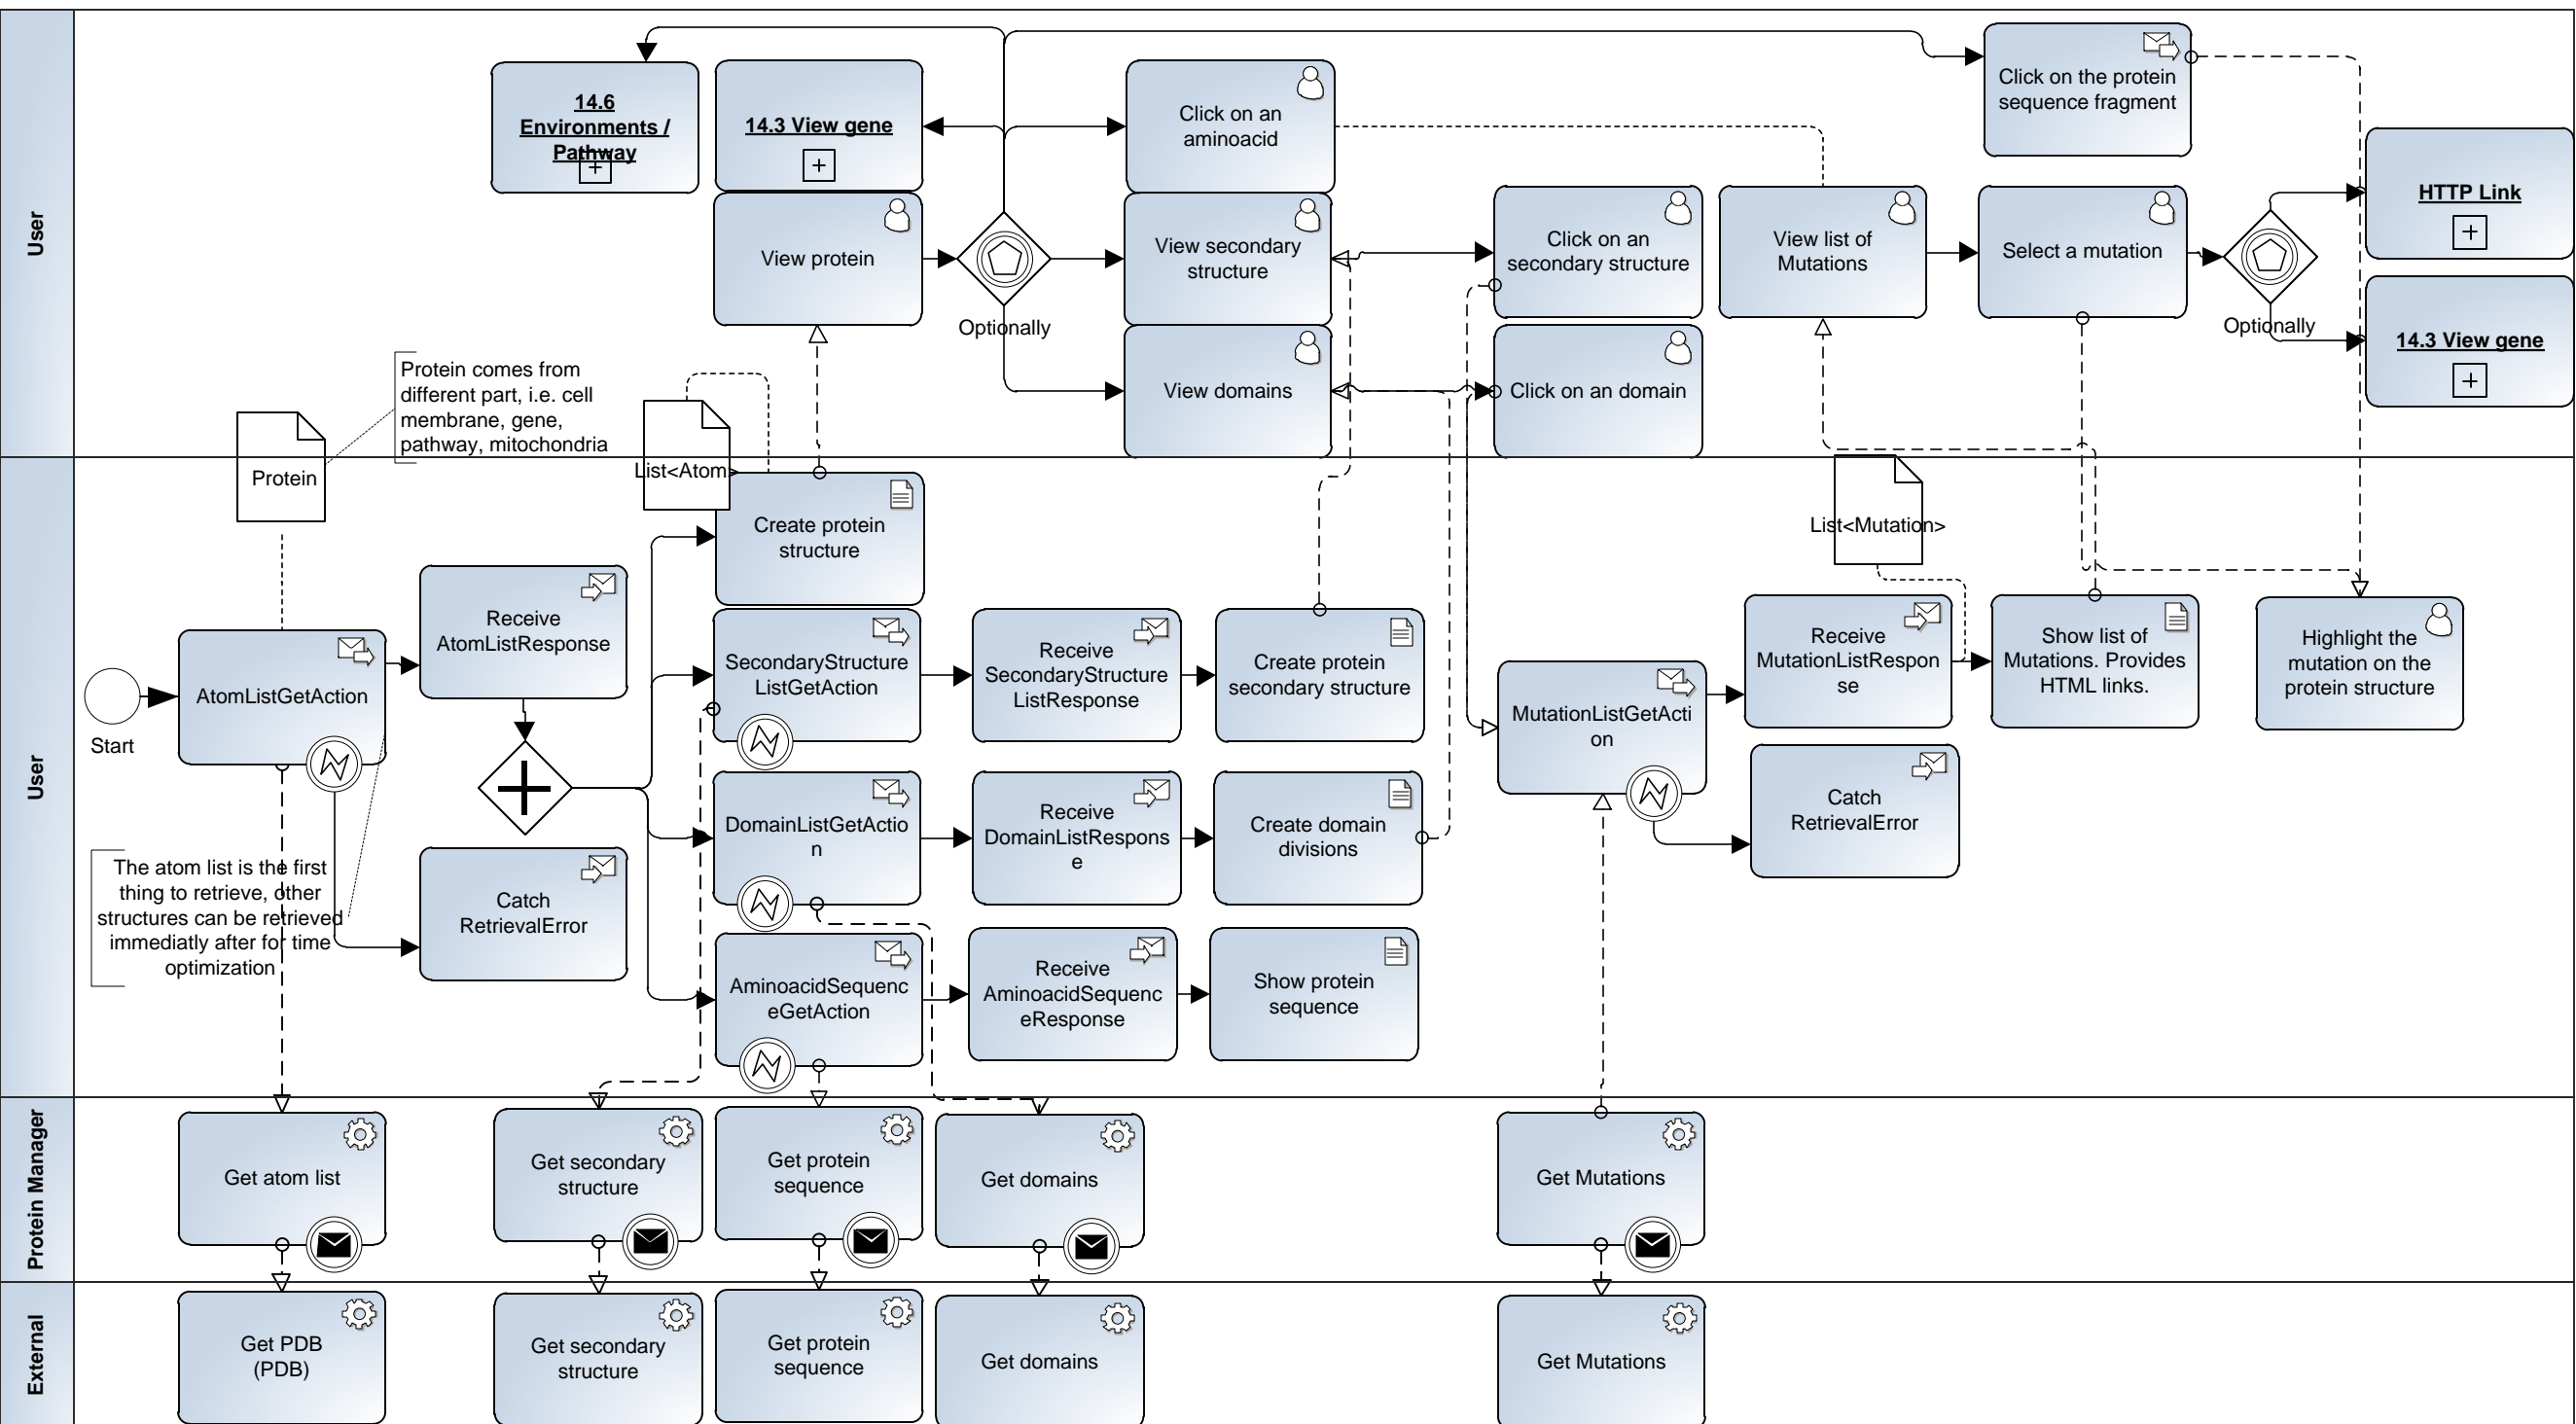 User
14.6
Environments /
Pathway
14.3 View gene
View protein
Optionally
Click on an
aminoacid
View secondary
structure
View domains
Click on an
secondary structure
Click on an domain
View list of
Mutations
Click on the protein
sequence fragment
Select a mutation
Optionally
HTTP Link
14.3 View gene
Protein comes from
different part, i.e. cell
membrane, gene,
pathway, mitochondria
User
Protein
List<Atom>
Start
AtomListGetAction
The atom list is the first
thing to retrieve, other
structures can be retrieved
immediatly after for time
optimization
Receive
AtomListResponse
Catch
RetrievalError
Create protein
structure
SecondaryStructure
ListGetAction
Receive
SecondaryStructure
ListResponse
Create protein
secondary structure
DomainListGetActio
n
Receive
DomainListRespons
e
Create domain
divisions
AminoacidSequenc
eGetAction
Receive
AminoacidSequenc
eResponse
Show protein
sequence
MutationListGetActi
on
List<Mutation>
Receive
MutationListRespon
se
Catch
RetrievalError
Show list of
Mutations. Provides
HTML links.
Highlight the
mutation on the
protein structure
Protein Manager
Get atom list
Get secondary
structure
Get protein
sequence
Get domains
Get Mutations
External
Get PDB
(PDB)
Get secondary
structure
Get protein
sequence
Get domains
Get Mutations